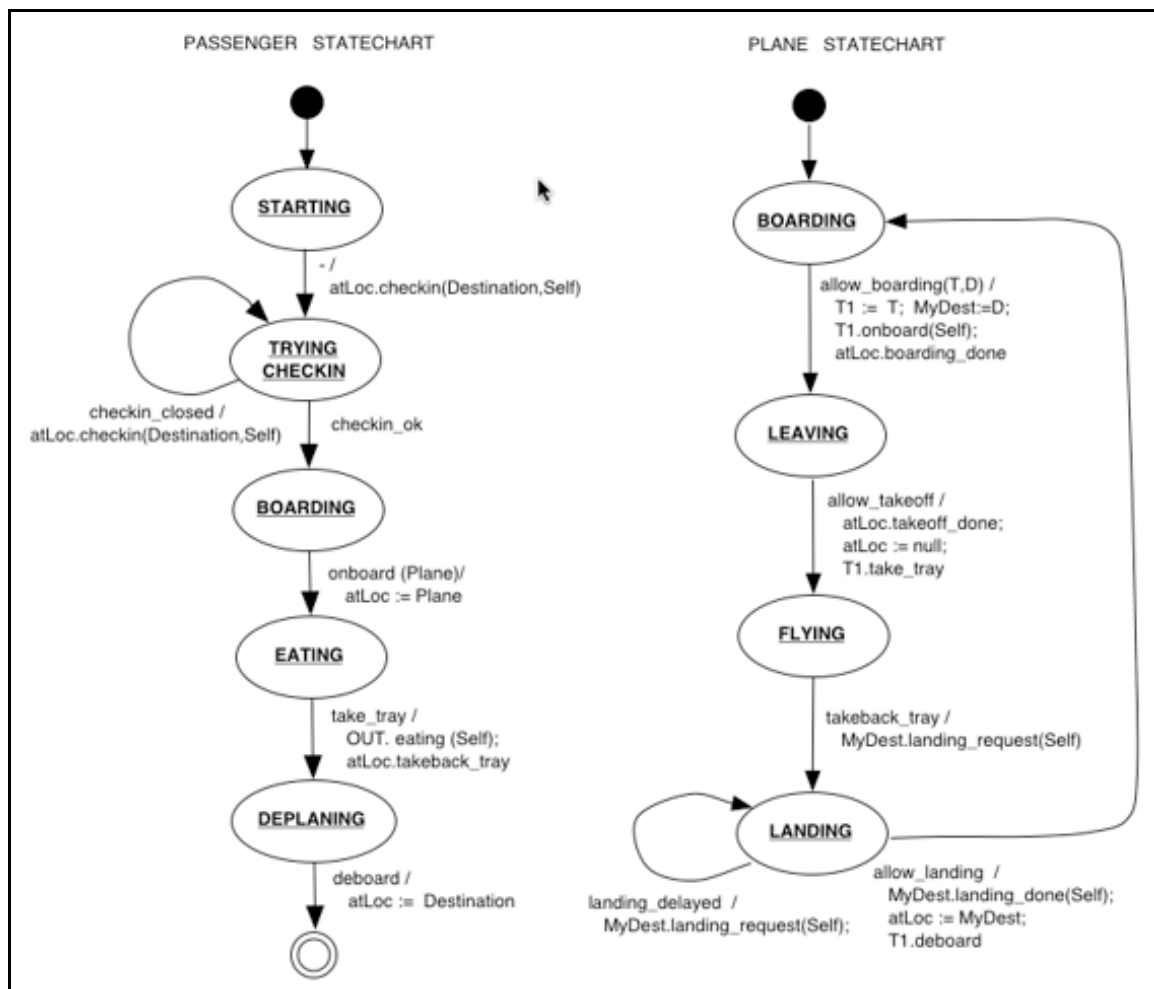 PASSENGER STATECHART
STARTING
- /
atLoc.checkin(Destination,Self)
TRYING
CHECKIN
checkin_closed /
atLoc.checkin(Destination,Self)
checkin_ok
BOARDING
onboard (Plane)/
atLoc := Plane
EATING
take_tray /
OUT. eating (Self);
atLoc.takeback_tray
DEPLANING
deboard /
atLoc := Destination
PLANE STATECHART
BOARDING
allow_boarding(T,D) /
T1 := T; MyDest:=D;
T1.onboard(Self);
atLoc.boarding_done
LEAVING
allow_takeoff /
atLoc.takeoff_done;
atLoc := null;
T1.take_tray
FLYING
takeback_tray /
MyDest.landing_request(Self)
LANDING
landing_delayed /
MyDest.landing_request(Self);
allow_landing /
MyDest.landing_done(Self);
atLoc := MyDest;
T1.deboard